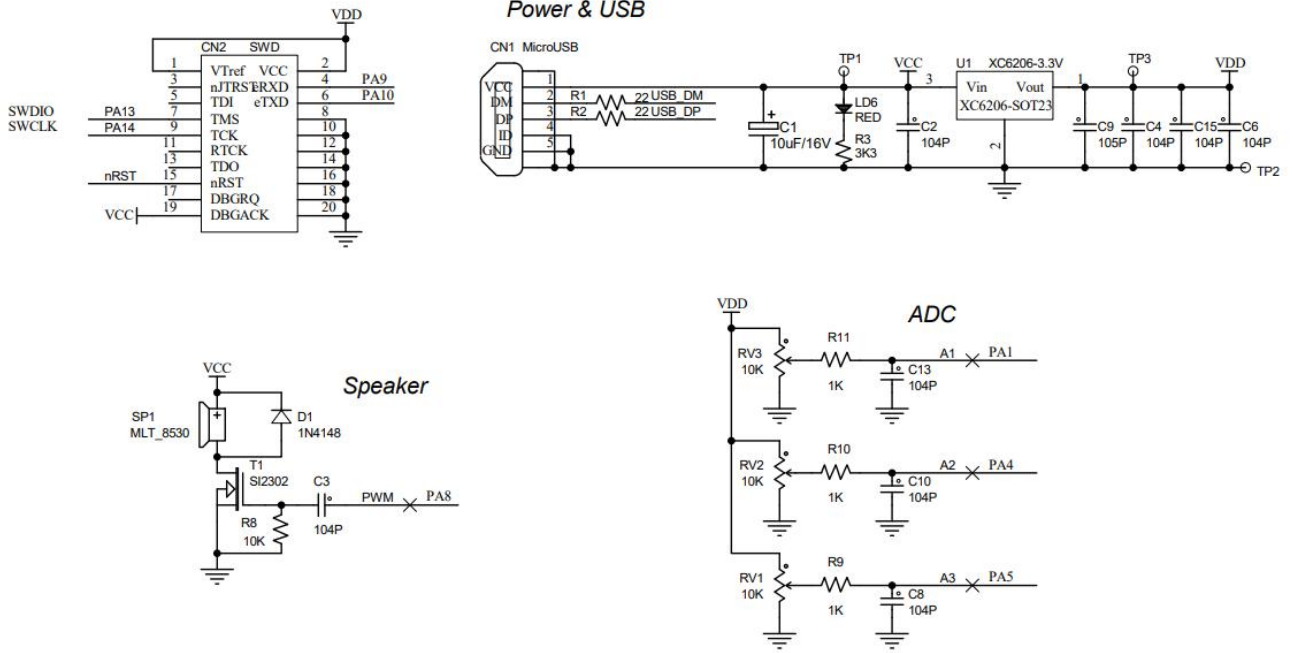 Power & USB
VDD
CN2 SWD
1 VTref VCC 2
3 nJTRST eRXD 4 PA9
5 TDI eTXD 6 PA10
SWDIO PA13 7 TMS 8
SWCLK PA14 9 TCK 10
11 RTCK 12
13 TDO 14
nRST 15 nRST 16
17 DBGRQ 18
VCC 19 DBGACK 20
CN1 MicroUSB
VCC 1
DM 2 R1 22 USB_DM
DP 3 R2 22 USB_DP
ID 4
GND 5
C1
10uF/16V
TP1
LD6
RED
R3
3K3
VCC
C2
104P
3
U1 XC6206-3.3V
Vin Vout
XC6206-SOT23
2
1
TP3
VDD
C9
105P
C4
104P
C15
104P
C6
104P
TP2
Speaker
VCC
SP1
MLT_8530
D1
1N4148
T1
SI2302
C3
104P
PWM PA8
R8
10K
ADC
VDD
RV3
10K
R11
1K
A1 PA1
C13
104P
RV2
10K
R10
1K
A2 PA4
C10
104P
RV1
10K
R9
1K
A3 PA5
C8
104P